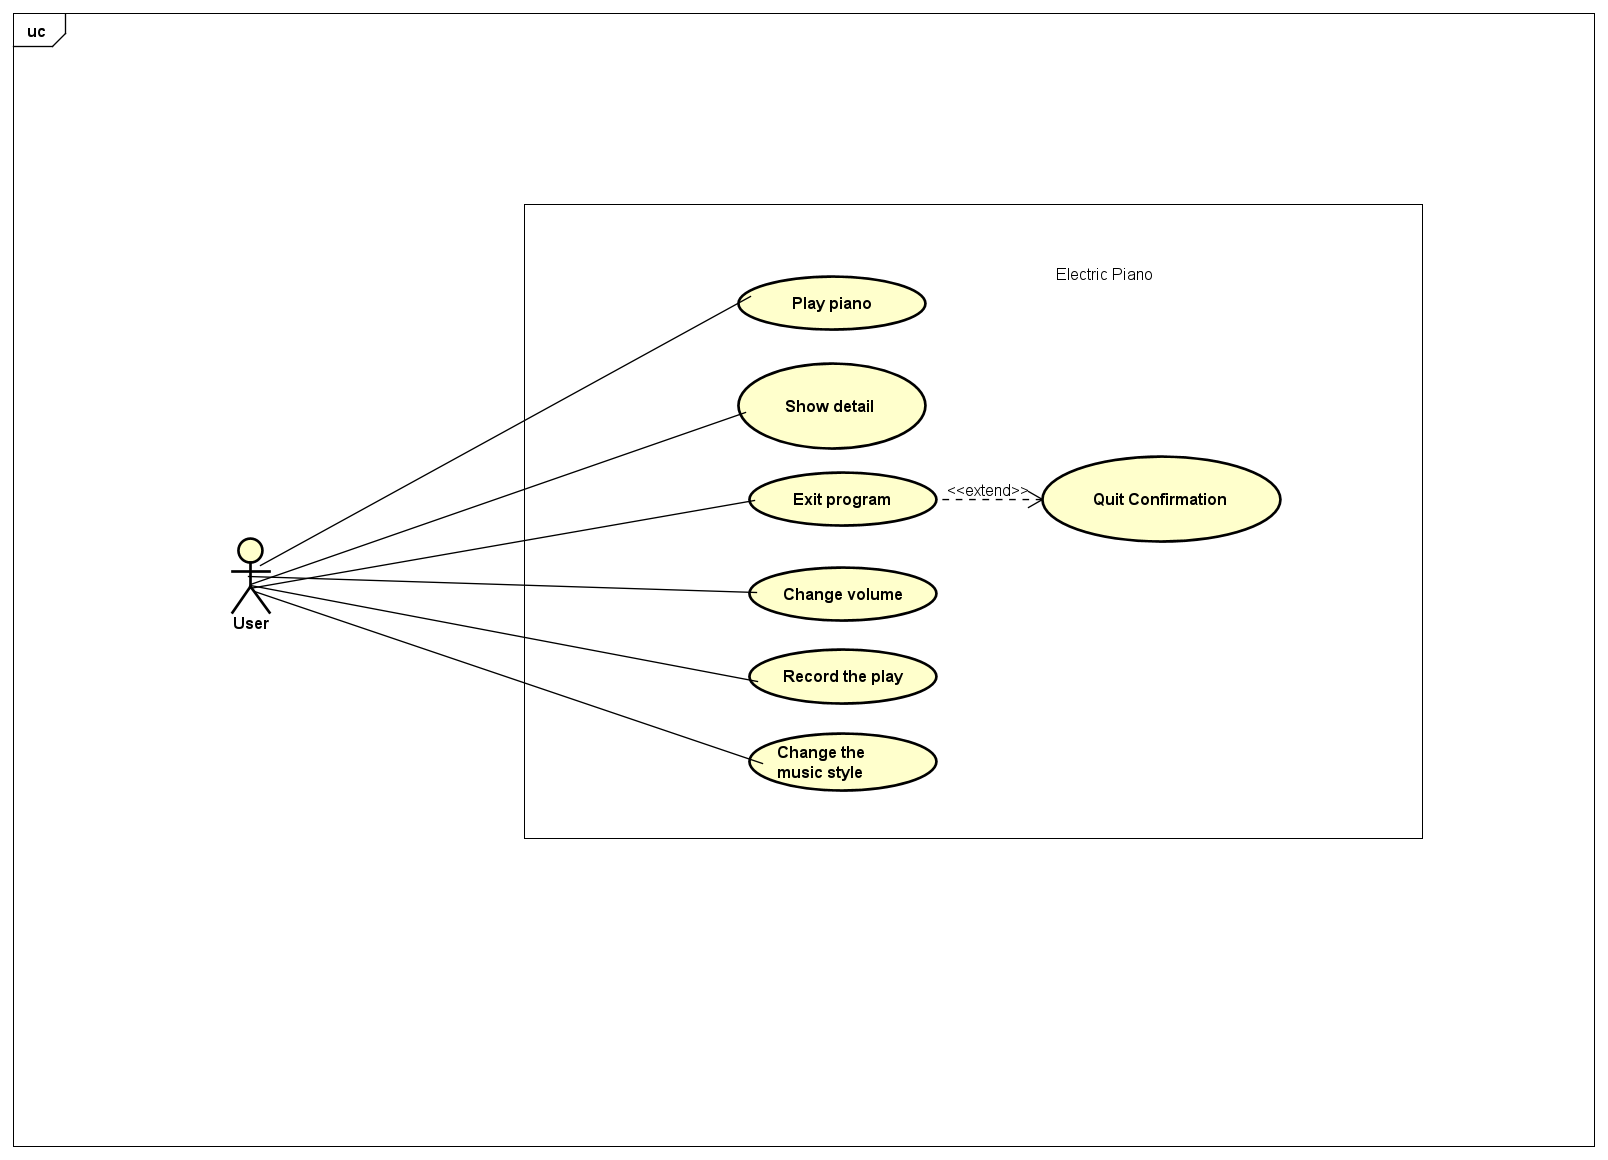 uc
Electric Piano
Play piano
Show detail
Exit program
<<extend>>
Quit Confirmation
Change volume
User
Record the play
Change the
music style